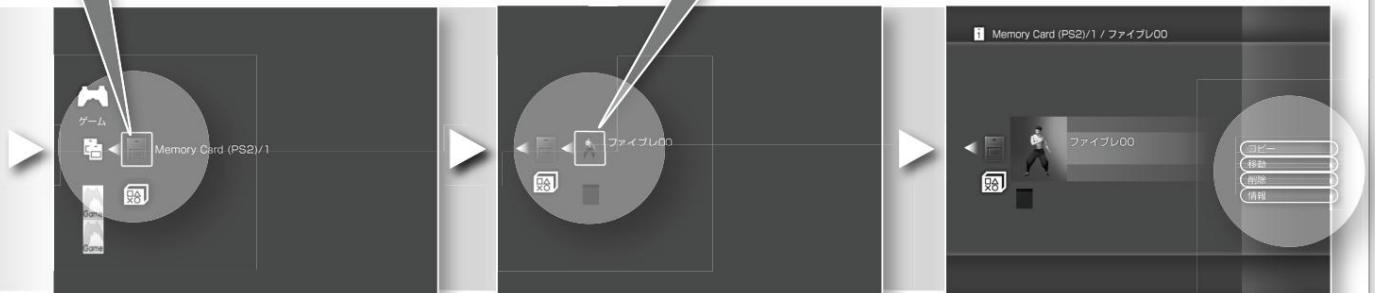 ゲーム
Memory Card (PS2)/1
Game
Game
ファイブレ00
Memory Card (PS2)/1 / ファイブレ00
ファイブレ00
コピー
移動
削除
情報